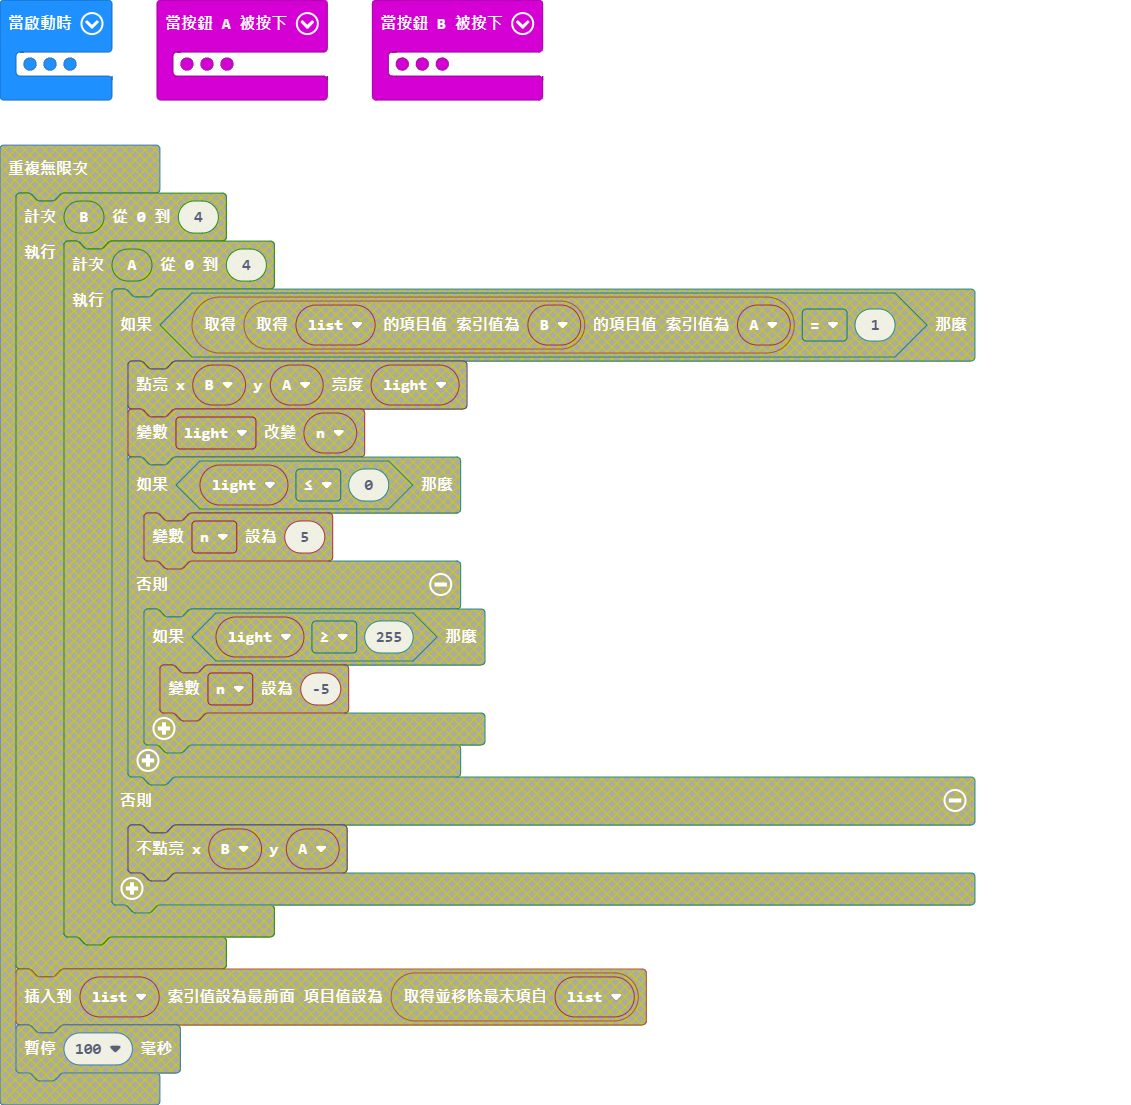 當啟動時
當按鈕 A 被按下
當按鈕 B 被按下
重複無限次
計次 B 從 0 到 4
執行
計次 A 從 0 到 4
執行
如果 取得 取得 list 的項目值 索引值為 B 的項目值 索引值為 A = 1 那麼
點亮 x B y A 亮度 light
變數 light 改變 n
如果 light ≤ 0 那麼
變數 n 設為 5
否則
如果 light ≥ 255 那麼
變數 n 設為 -5
否則
不點亮 x B y A
插入到 list 索引值設為最前面 項目值設為 取得並移除最末項自 list
暫停 100 毫秒